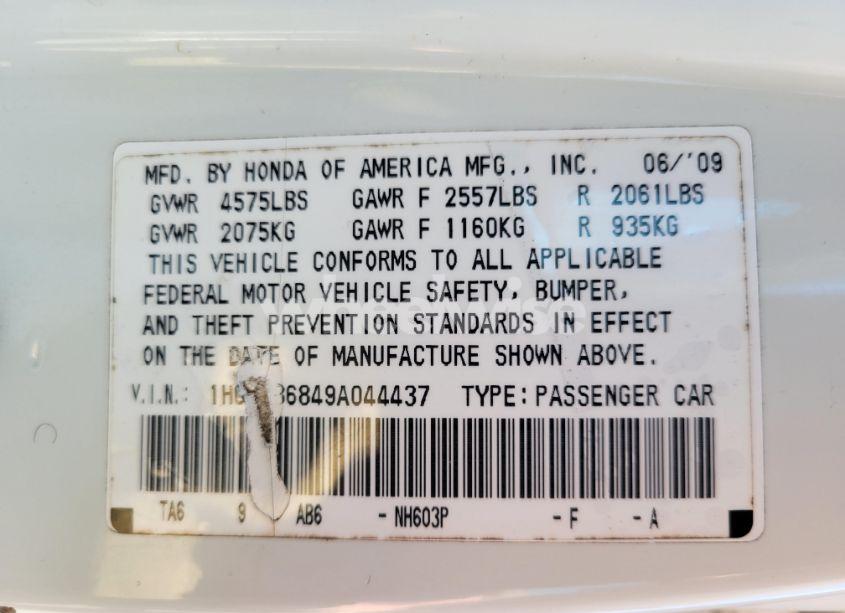 MFD. BY HONDA OF AMERICA MFG., INC. 06/'09
GVWR 4575LBS GAWR F 2557LBS R 2061LBS
GVWR 2075KG GAWR F 1160KG R 935KG
THIS VEHICLE CONFORMS TO ALL APPLICABLE
FEDERAL MOTOR VEHICLE SAFETY, BUMPER,
AND THEFT PREVENTION STANDARDS IN EFFECT
ON THE DATE OF MANUFACTURE SHOWN ABOVE.
V.I.N.: TYPE: PASSENGER CAR
TA6 9 AB6 -NH603P -F -A